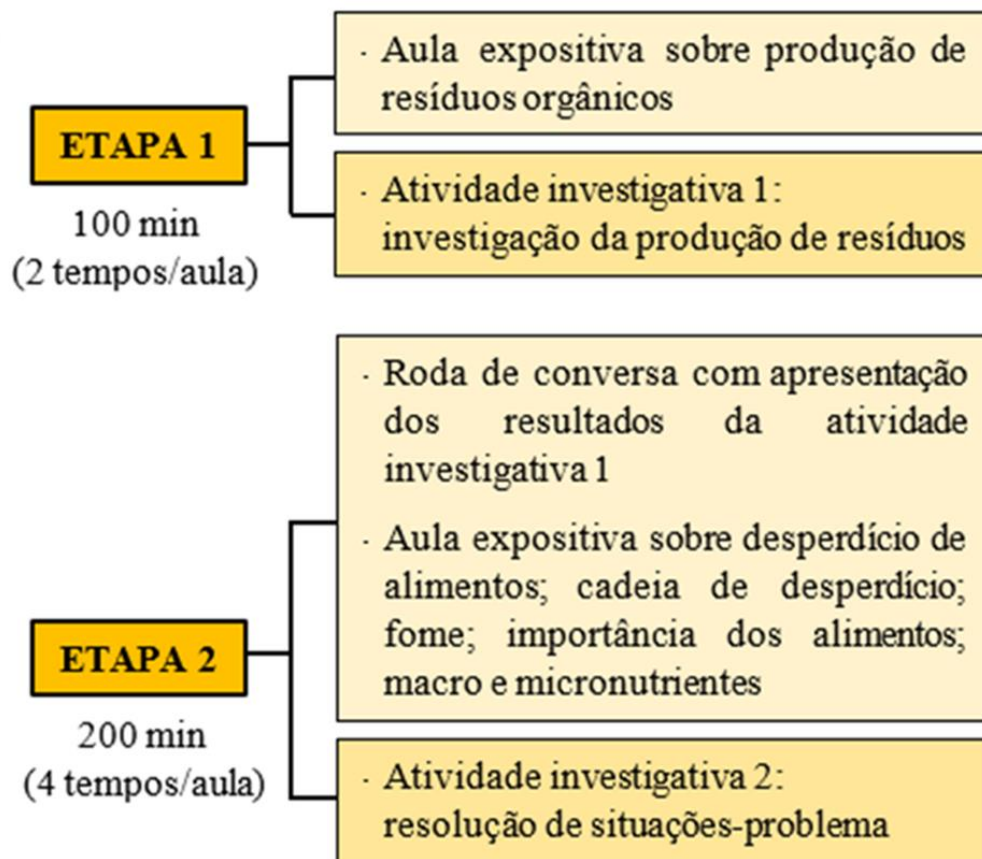 ETAPA 1
100 min
(2 tempos/aula)
· Aula expositiva sobre produção de
resíduos orgânicos
· Atividade investigativa 1:
investigação da produção de resíduos
ETAPA 2
200 min
(4 tempos/aula)
· Roda de conversa com apresentação
dos resultados da atividade
investigativa 1
· Aula expositiva sobre desperdício de
alimentos; cadeia de desperdício;
fome; importância dos alimentos;
macro e micronutrientes
· Atividade investigativa 2:
resolução de situações-problema